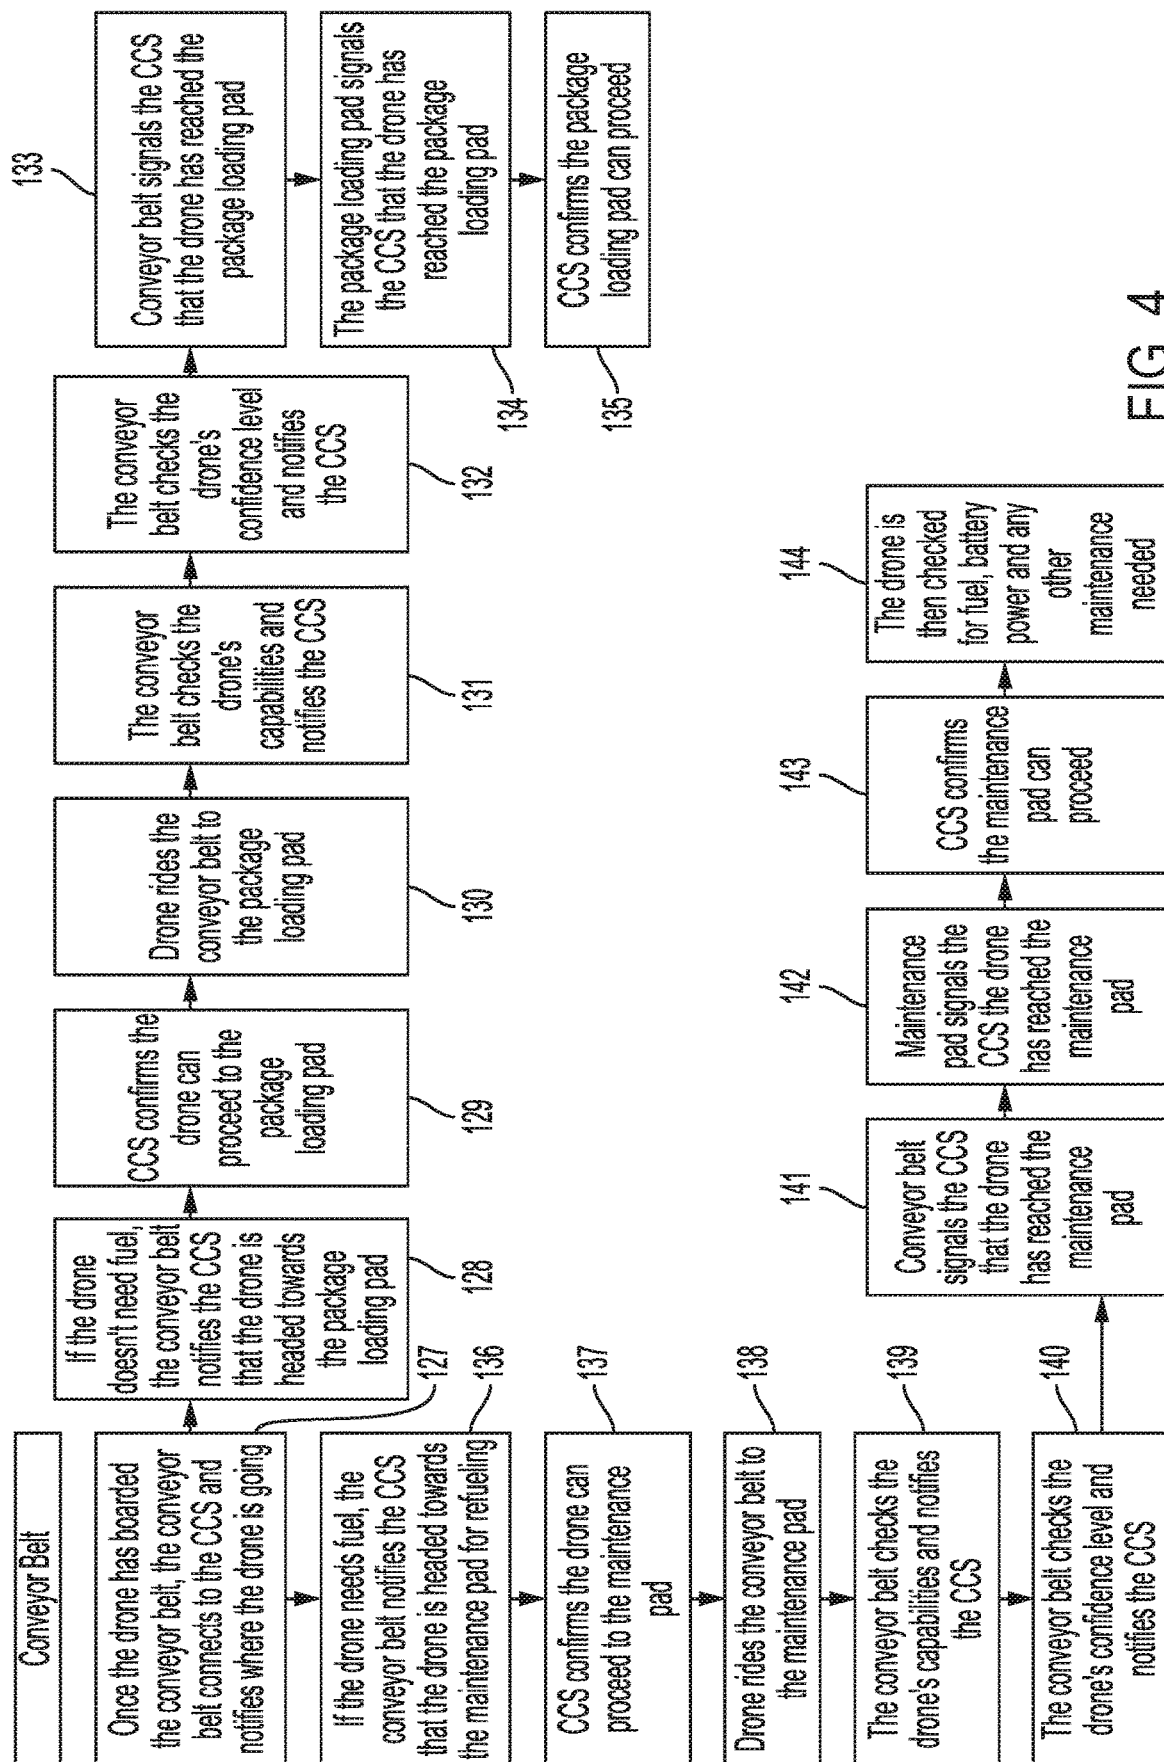 Conveyor Belt
Once the drone has boarded
the conveyor belt, the conveyor
belt connects to the CCS and
notifies where the drone is going
127
If the drone
doesn't need fuel,
the conveyor belt
notifies the CCS
that the drone is
headed towards
the package
loading pad
128
CCS confirms the
drone can
proceed to the
package
loading pad
129
Drone rides the
conveyor belt to
the package
loading pad
130
The conveyor
belt checks the
drone's
capabilities and
notifies the CCS
131
The conveyor
belt checks the
drone's
confidence level
and notifies
the CCS
132
133
Conveyor belt signals the CCS
that the drone has reached the
package loading pad
The package loading pad signals
the CCS that the drone has
reached the package
loading pad
134
CCS confirms the package
loading pad can proceed
135
If the drone needs fuel, the
conveyor belt notifies the CCS
that the drone is headed towards
the maintenance pad for refueling
136
CCS confirms the drone can
proceed to the maintenance
pad
137
Drone rides the conveyor belt to
the maintenance pad
138
The conveyor belt checks the
drone's capabilities and notifies
the CCS
139
The conveyor belt checks the
drone's confidence level and
notifies the CCS
140
141
Conveyor belt
signals the CCS
that the drone
has reached the
maintenance
pad
142
Maintenance
pad signals the
CCS the drone
has reached the
maintenance
pad
143
CCS confirms
the maintenance
pad can
proceed
144
The drone is
then checked
for fuel, battery
power and any
other
maintenance
needed
FIG. 4